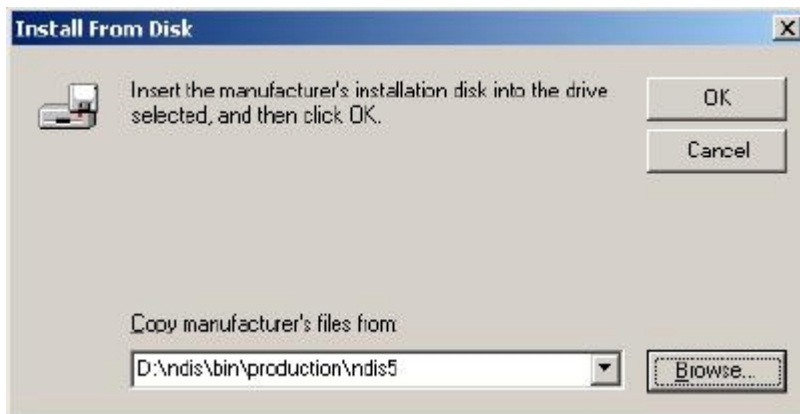 Install From Disk
Insert the manufacturer's installation disk into the drive
selected, and then click OK.
OK
Cancel
Copy manufacturer's files from:
D:\ndis\bin\production\ndis5
Browse...